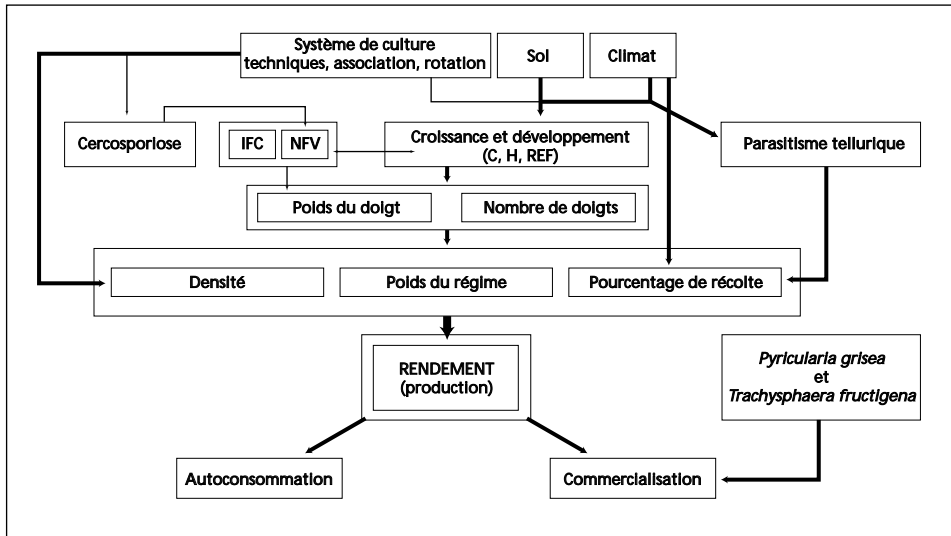 Système de culture
techniques, association, rotation
Sol
Climat
Cercosporiose
IFC
NFV
Croissance et développement
(C, H, REF)
Parasitisme tellurique
Poids du doigt
Nombre de doigts
Densité
Poids du régime
Pourcentage de récolte
RENDEMENT
(production)
Pyricularia grisea
et
Trachysphaera fructigena
Autoconsommation
Commercialisation